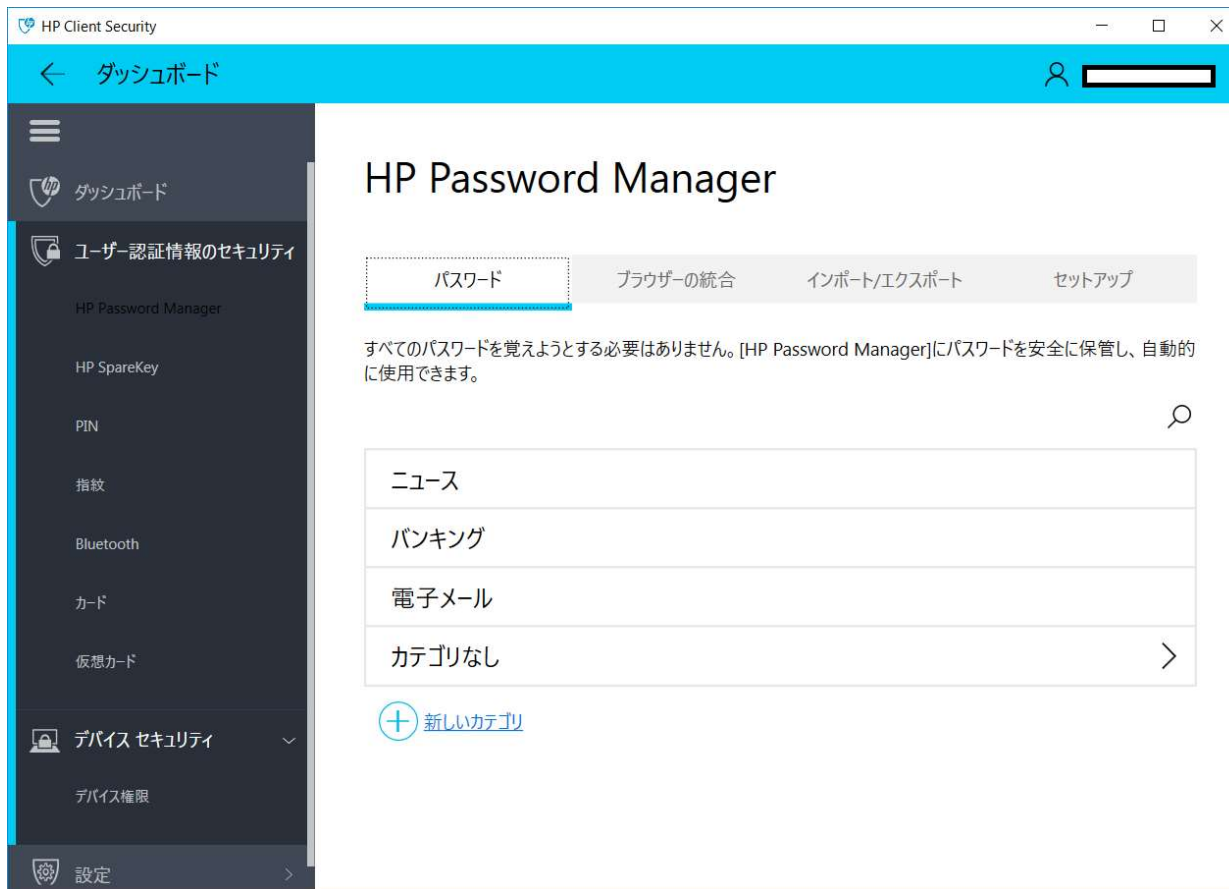 HP Client Security
ダッシュボード
ダッシュボード
ユーザー認証情報のセキュリティ
HP Password Manager
HP SpareKey
PIN
指紋
Bluetooth
カード
仮想カード
デバイス セキュリティ
デバイス権限
設定
HP Password Manager
パスワード
ブラウザーの統合
インポート/エクスポート
セットアップ
すべてのパスワードを覚えようとする必要はありません。[HP Password Manager]にパスワードを安全に保管し、自動的
に使用できます。
ニュース
バンキング
電子メール
カテゴリなし
新しいカテゴリ